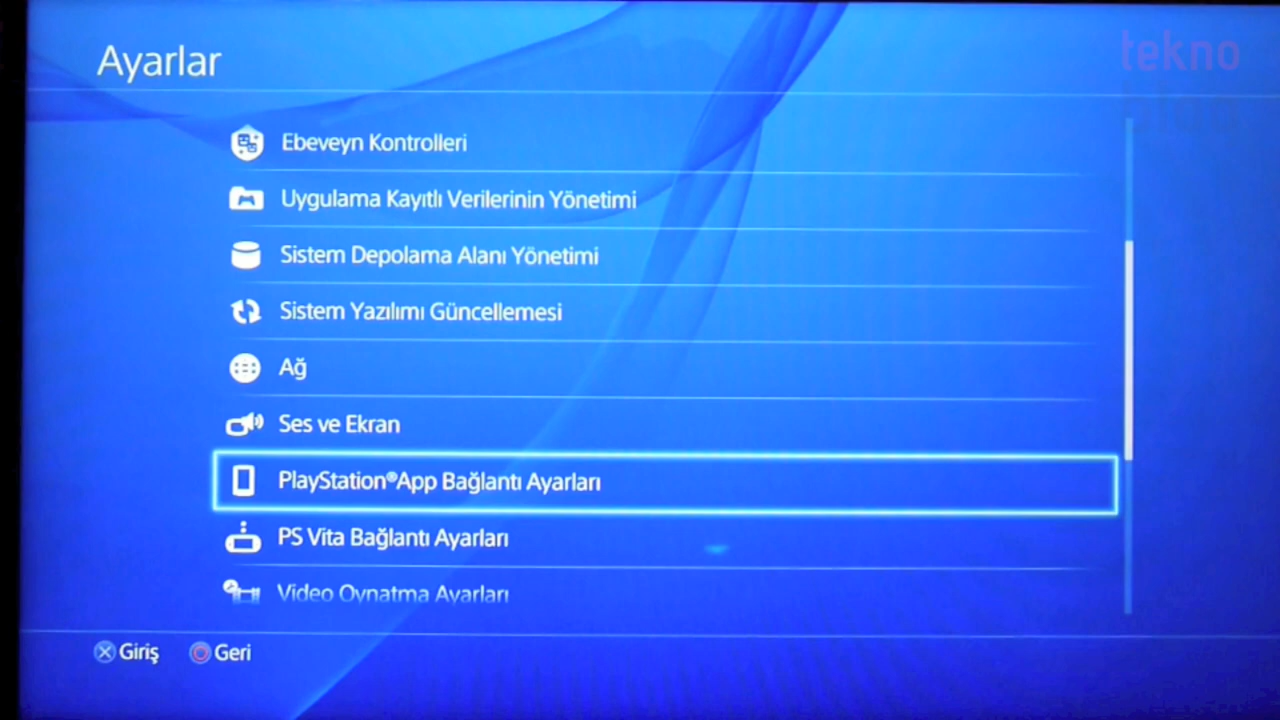 Ayarlar
tekno
Ebeveyn Kontrolleri
Uygulama Kayıtlı Verilerinin Yönetimi
Sistem Depolama Alanı Yönetimi
Sistem Yazılımı Güncellemesi
Ağ
Ses ve Ekran
PlayStation®App Bağlantı Ayarları
PS Vita Bağlantı Ayarları
Video Oynatma Ayarları
Giriş Geri